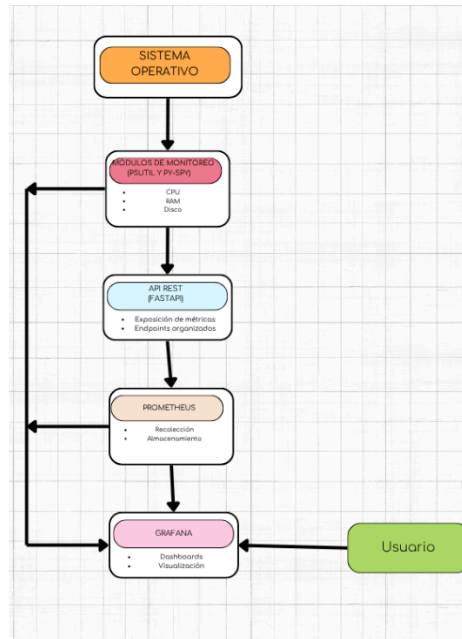 SISTEMA
OPERATIVO
MÓDULOS DE MONITOREO
(PSUTIL Y PY-SPY)
• CPU
• RAM
• Disco
API REST
(FASTAPI)
• Exposición de métricas
• Endpoints organizados
PROMETHEUS
• Recolección
• Almacenamiento
GRAFANA
• Dashboards
• Visualización
Usuario